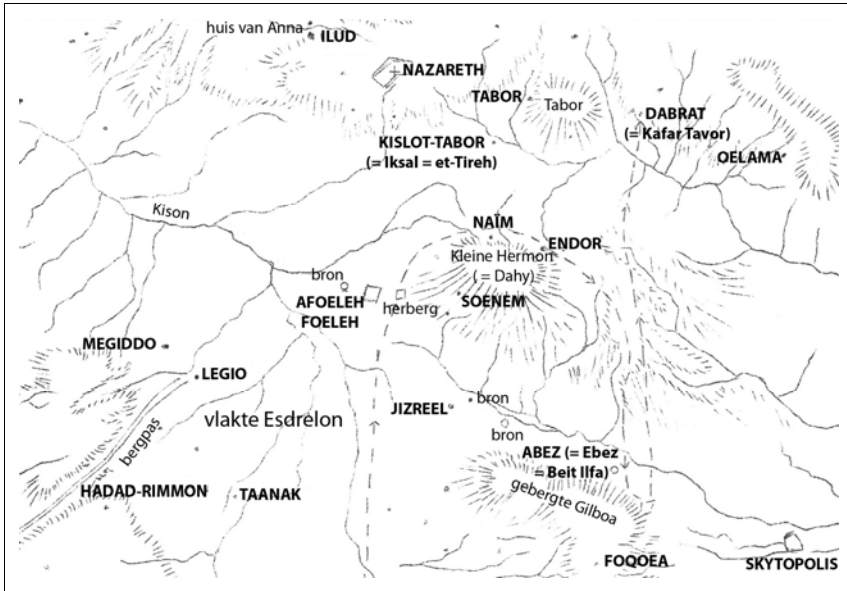 huis van Anna
ILUD
NAZARETH
TABOR
Tabor
DABRAT
(= Kafar Tavor)
KISLOT-TABOR
(= Iksal = et-Tireh)
OELAMA
Kison
NAÏM
ENDOR
Kleine Hermon
(= Dahy)
bron
AFOELEH
FOELEH
herberg
SOENEM
MEGIDDO
LEGIO
vlakte Esdrelon
JIZREEL
bron
bron
bergpas
ABEZ (= Ebez
= Beit Ilfa)
gebergte Gilboa
HADAD-RIMMON
TAANAK
FOQOEA
SKYTOPOLIS